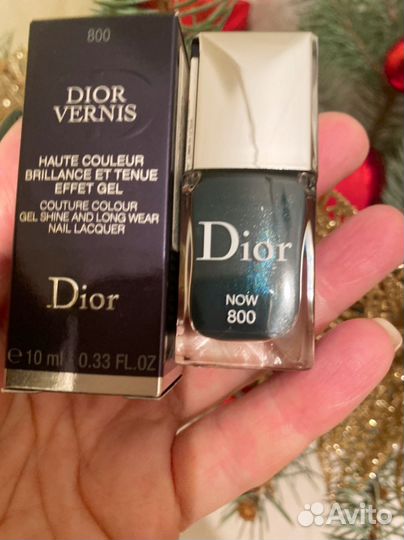 800
DIOR
VERNIS
HAUTE COULEUR
BRILLANCE ET TENUE
EFFET GEL
COUTURE COLOUR
GEL SHINE AND LONG WEAR
NAIL LACQUER
Dior
e 10 ml 0.33 FL.OZ
Dior
NOW
800
Avito